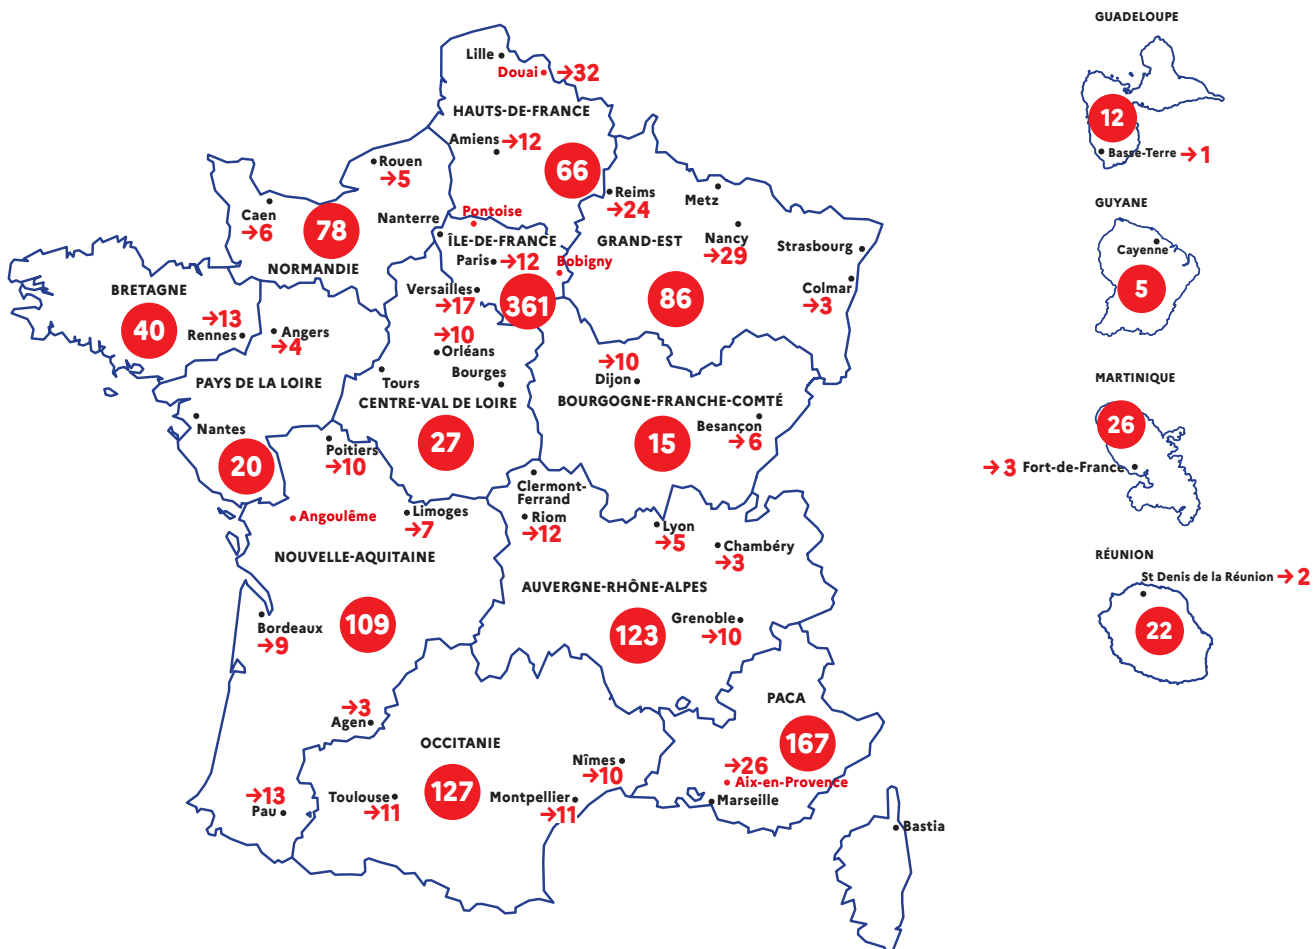 GUADELOUPE
Lille
Douai →32
HAUTS-DE-FRANCE
12
Amiens →12
Basse-Terre →1
Rouen
→5
66
Reims
→24
Metz
GUYANE
Caen
→6
78
Nanterre
Pontoise
ÎLE-DE-FRANCE
GRAND-EST
Nancy
→29
Strasbourg
Cayenne
NORMANDIE
Paris →12
Bobigny
BRETAGNE
Versailles
→17
361
86
Colmar
→3
5
40
→13
Rennes
Angers
→4
→10
Orléans
→10
Dijon
MARTINIQUE
PAYS DE LA LOIRE
Tours
Bourges
CENTRE-VAL DE LOIRE
BOURGOGNE-FRANCHE-COMTÉ
26
Nantes
27
15
Besançon
→6
20
Poitiers
→10
→3 Fort-de-France
Clermont-
Ferrand
Angoulême
Limoges
→7
Riom
→12
Lyon
→5
Chambéry
→3
NOUVELLE-AQUITAINE
RÉUNION
St Denis de la Réunion →2
AUVERGNE-RHÔNE-ALPES
Bordeaux
→9
109
123
Grenoble
→10
22
PACA
→3
Agen
OCCITANIE
167
Nîmes
→10
→26
Aix-en-Provence
→13
Pau
Toulouse
→11
127
Montpellier
→11
Marseille
Bastia